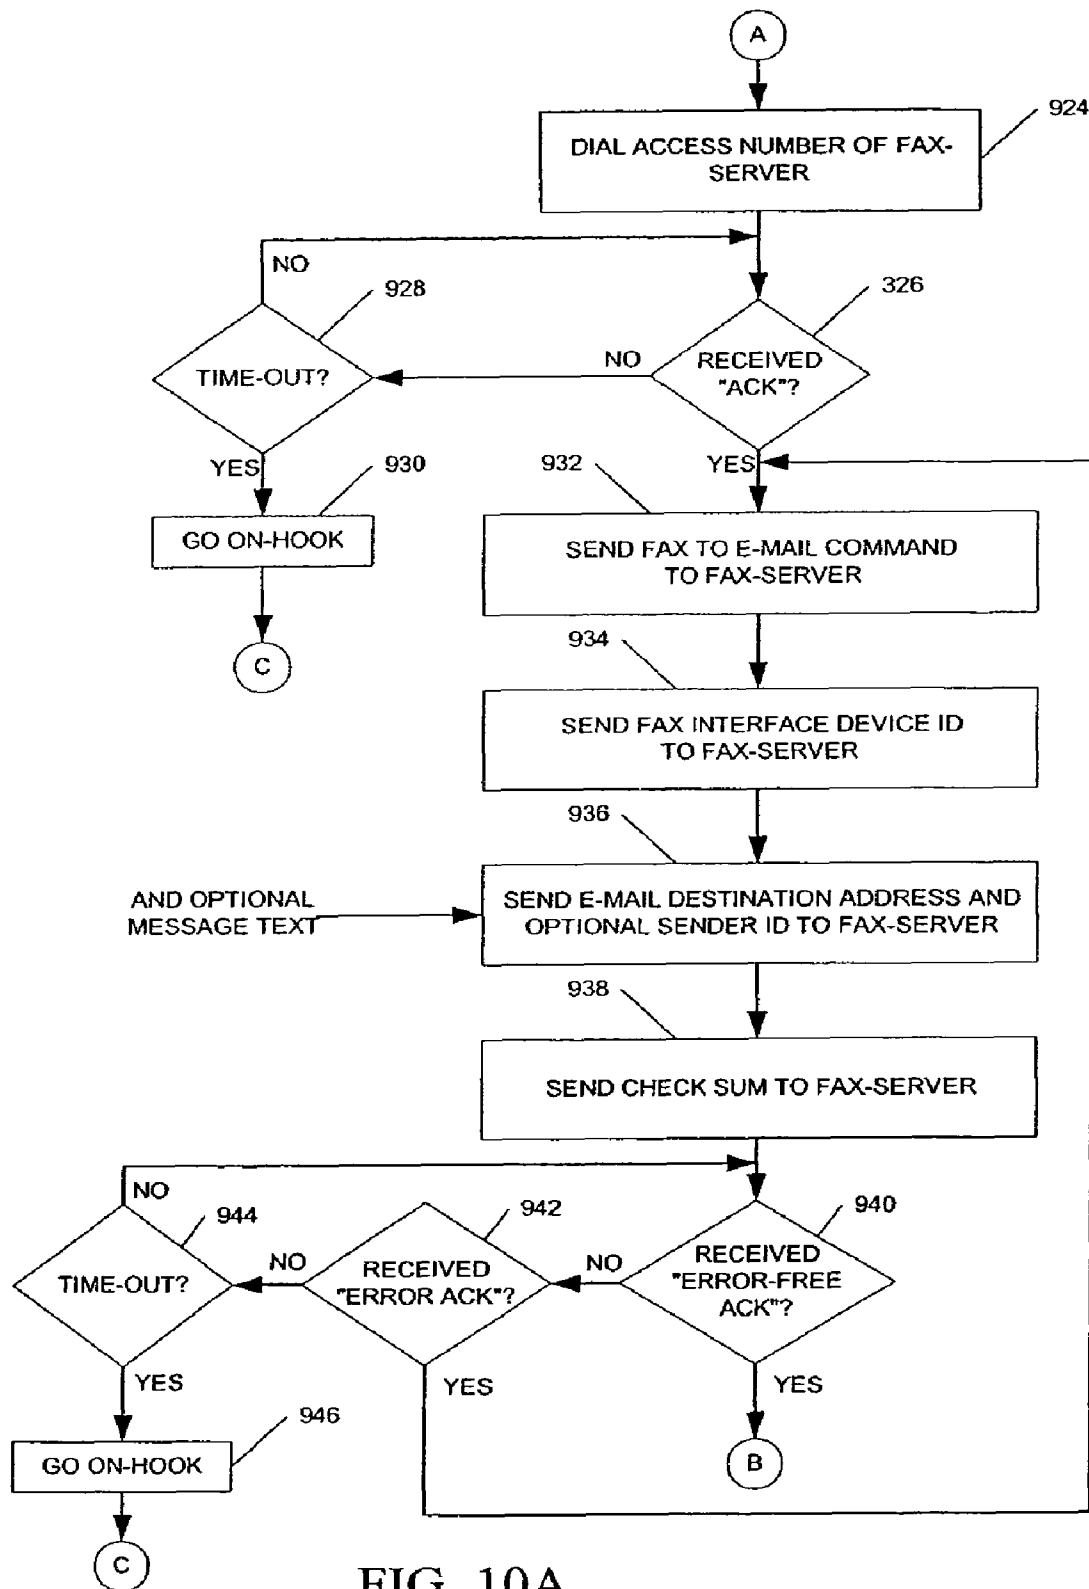 A
924
DIAL ACCESS NUMBER OF FAX-
SERVER
NO
928
326
TIME-OUT?
NO
RECEIVED
"ACK"?
YES
930
932
YES
GO ON-HOOK
SEND FAX TO E-MAIL COMMAND
TO FAX-SERVER
C
934
SEND FAX INTERFACE DEVICE ID
TO FAX-SERVER
936
AND OPTIONAL
MESSAGE TEXT
SEND E-MAIL DESTINATION ADDRESS AND
OPTIONAL SENDER ID TO FAX-SERVER
938
SEND CHECK SUM TO FAX-SERVER
NO
944
942
940
TIME-OUT?
NO
RECEIVED
"ERROR ACK"?
NO
RECEIVED
"ERROR-FREE
ACK"?
YES
YES
YES
946
GO ON-HOOK
B
C
FIG. 10A